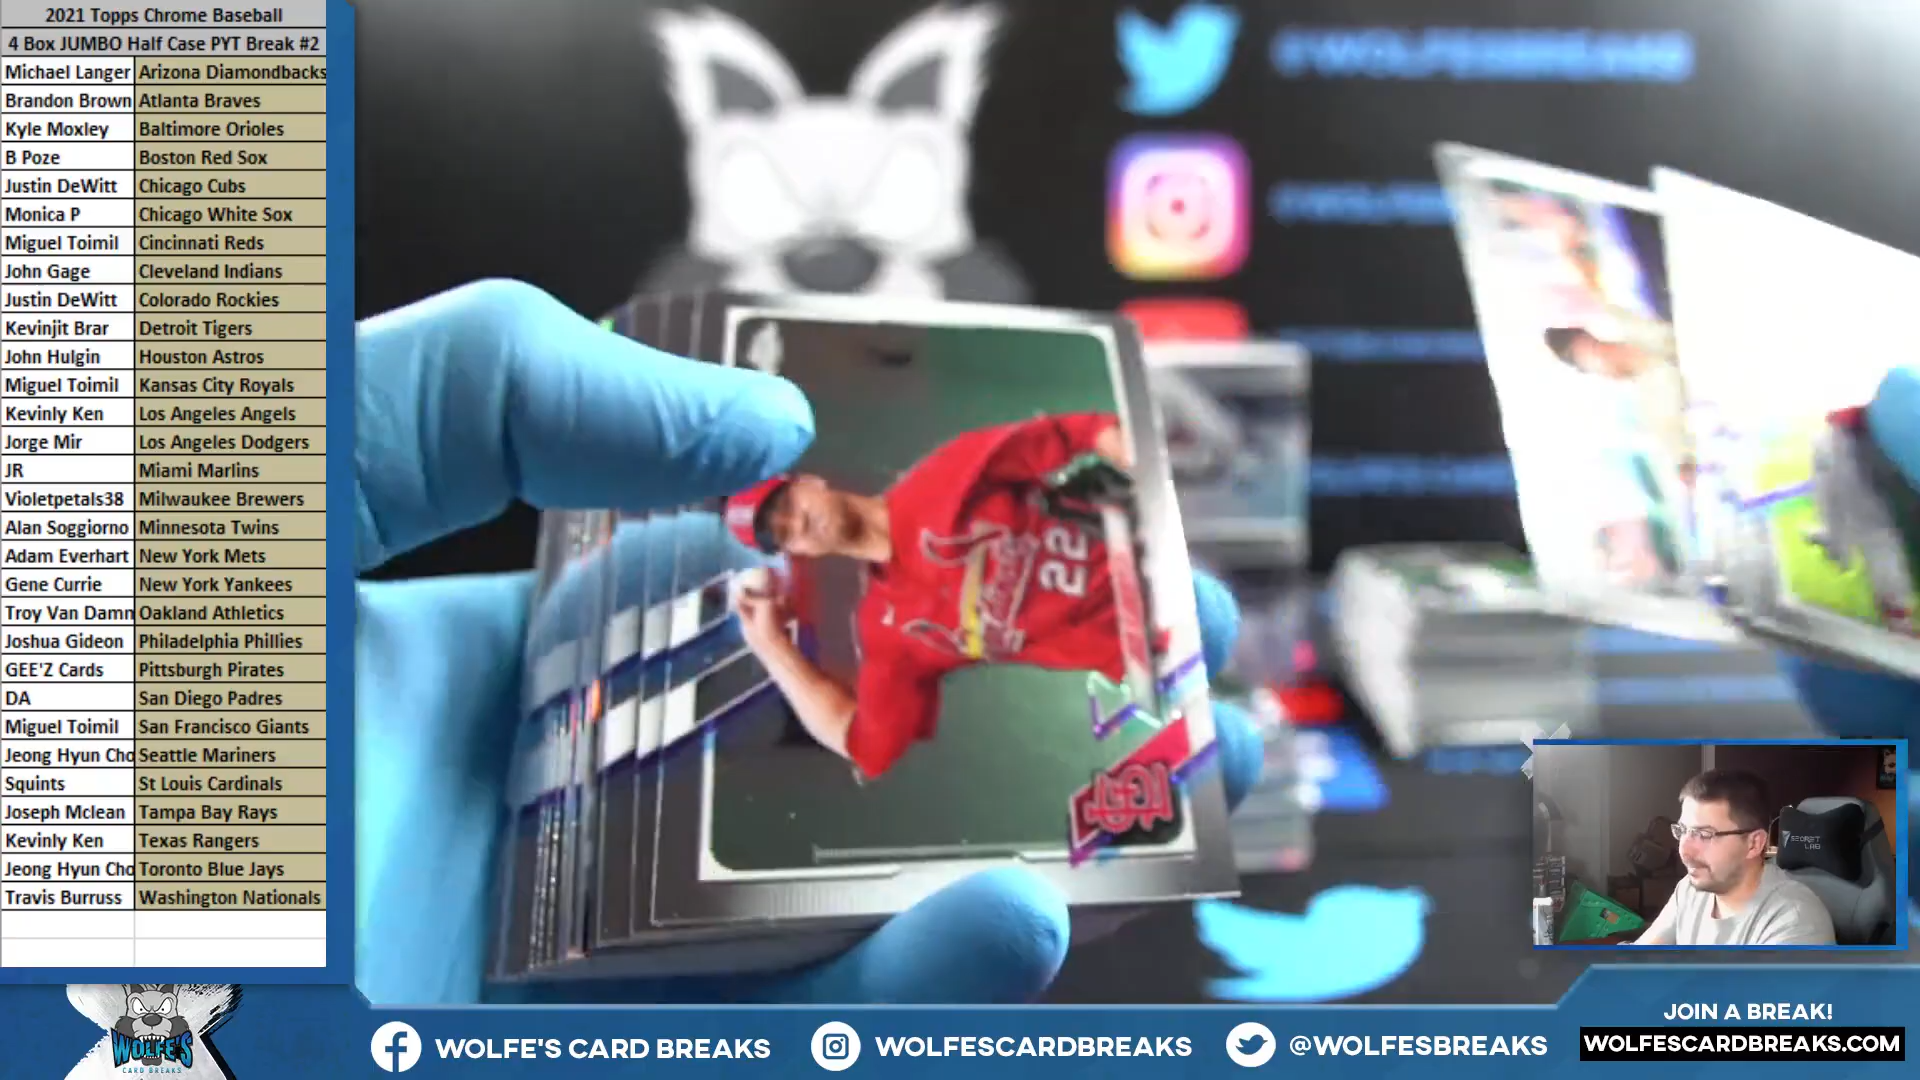 2021 Topps Chrome Baseball
4 Box JUMBO Half Case PYT Break #2
Michael Langer Arizona Diamondbacks
Brandon Brown Atlanta Braves
Kyle Moxley Baltimore Orioles
B Poze Boston Red Sox
Justin DeWitt Chicago Cubs
Monica P Chicago White Sox
Miguel Toimil Cincinnati Reds
John Gage Cleveland Indians
Justin DeWitt Colorado Rockies
Kevinjit Brar Detroit Tigers
John Hulgin Houston Astros
Miguel Toimil Kansas City Royals
Kevinly Ken Los Angeles Angels
Jorge Mir Los Angeles Dodgers
JR Miami Marlins
Violetpetals38 Milwaukee Brewers
Alan Soggiorno Minnesota Twins
Adam Everhart New York Mets
Gene Currie New York Yankees
Troy Van Damn Oakland Athletics
Joshua Gideon Philadelphia Phillies
GEE'Z Cards Pittsburgh Pirates
DA San Diego Padres
Miguel Toimil San Francisco Giants
Jeong Hyun Cho Seattle Mariners
Squints St Louis Cardinals
Joseph Mclean Tampa Bay Rays
Kevinly Ken Texas Rangers
Jeong Hyun Cho Toronto Blue Jays
Travis Burruss Washington Nationals
@WOLFESBREAKS
22
SECRET LAB
WOLFE'S
CARD BREAKS
WOLFE'S CARD BREAKS
WOLFESCARDBREAKS
@WOLFESBREAKS
JOIN A BREAK!
WOLFESCARDBREAKS.COM